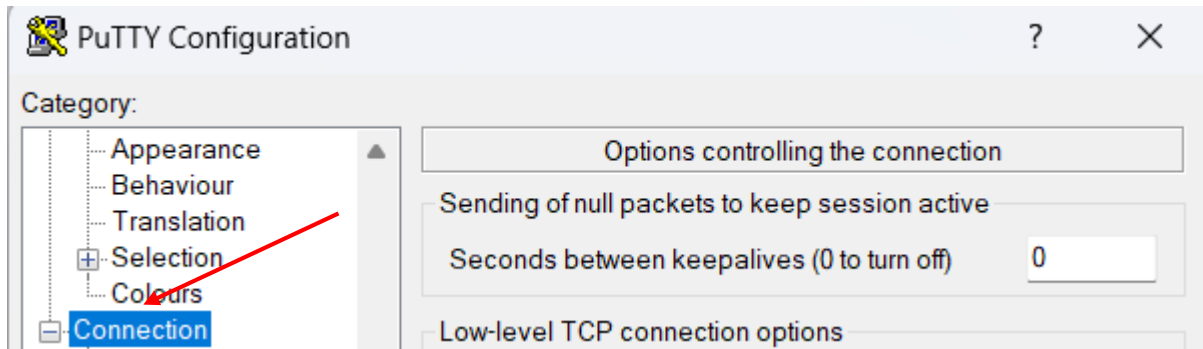 PuTTY Configuration
?
Category:
Appearance
Behaviour
Translation
Selection
Colours
Connection
Options controlling the connection
Sending of null packets to keep session active
Seconds between keepalives (0 to turn off) 0
Low-level TCP connection options